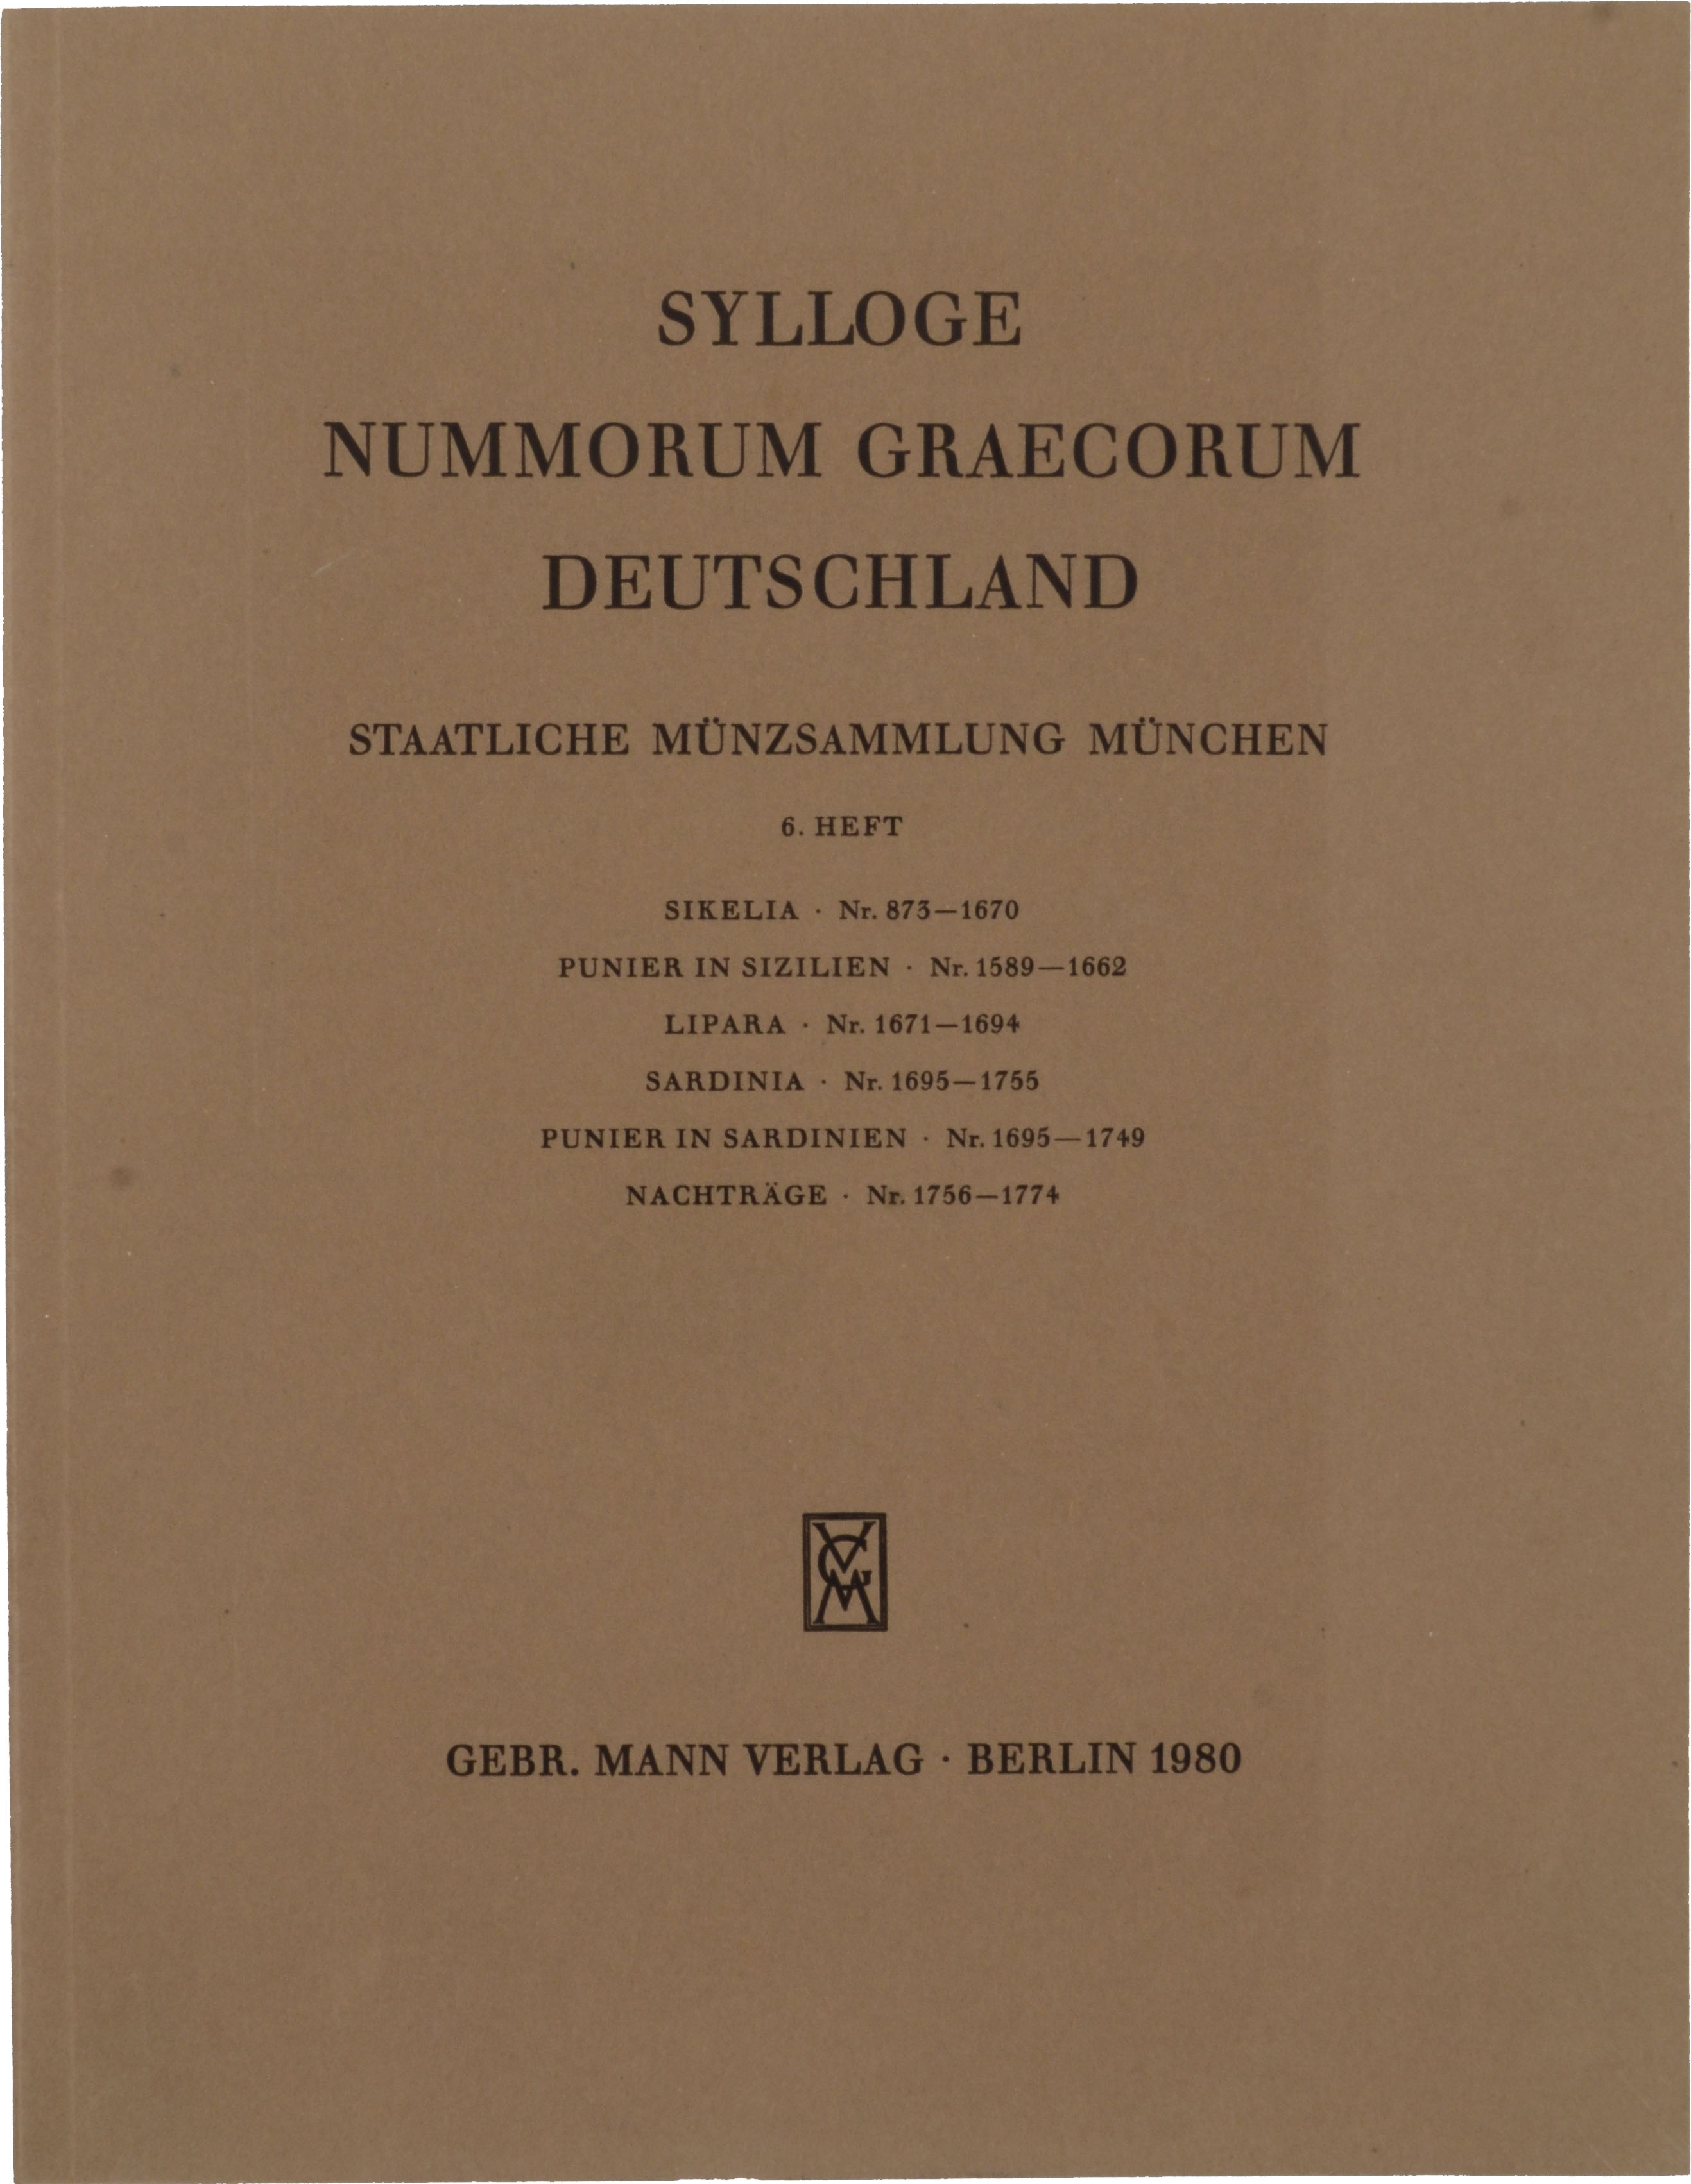 SYLLOGE
NUMMORUM GRAECORUM
DEUTSCHLAND
STAATLICHE MÜNZSAMMLUNG MÜNCHEN
6. HEFT
SIKELIA · Nr. 873—1670
PUNIER IN SIZILIEN · Nr. 1589—1662
LIPARA · Nr. 1671—1694
SARDINIA · Nr. 1695—1755
PUNIER IN SARDINIEN · Nr. 1695—1749
NACHTRÄGE · Nr. 1756—1774
VGM
GEBR. MANN VERLAG · BERLIN 1980